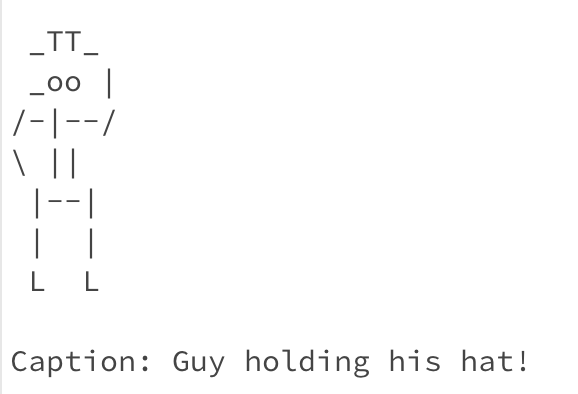 _TT_
 _oo |
/-|--/
\ ||
 |--|
 |  |
 L  L
Caption: Guy holding his hat!